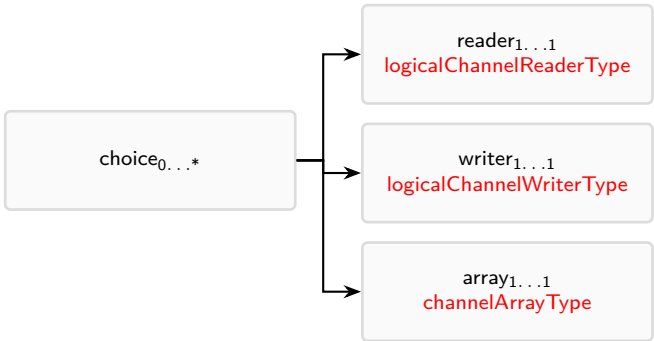 reader1...1
logicalChannelReaderType
choice0...*
writer1...1
logicalChannelWriterType
array1...1
channelArrayType